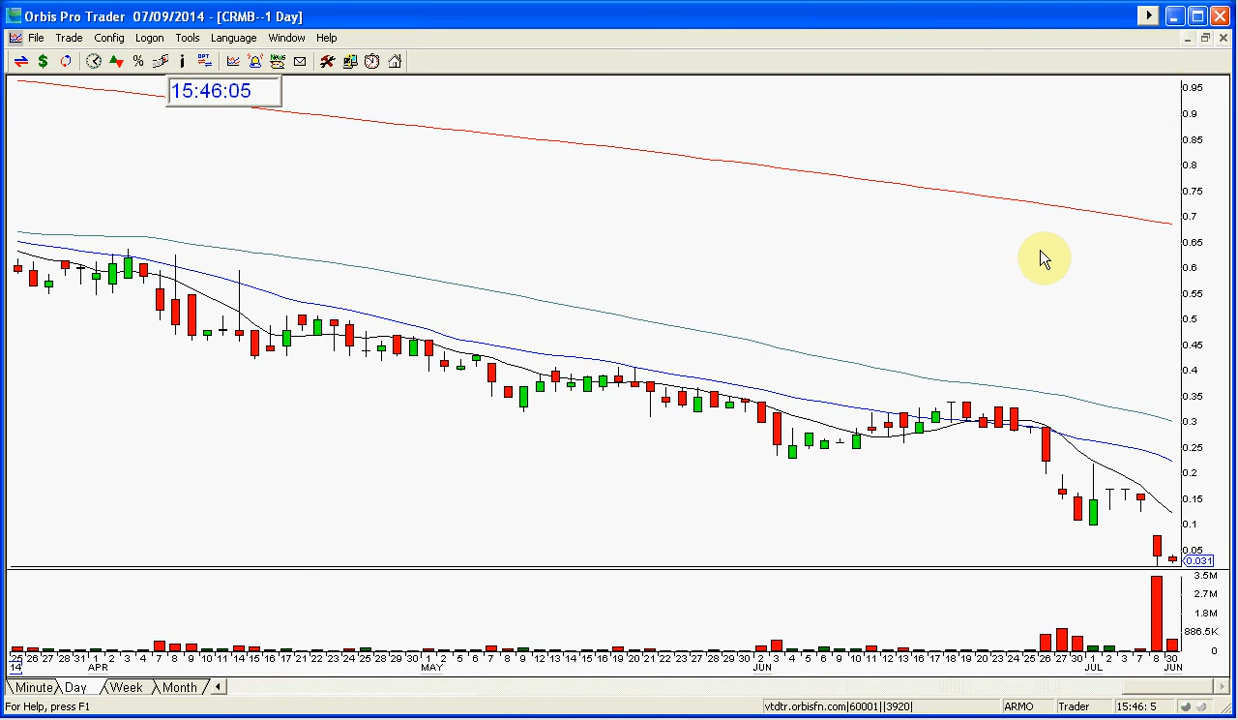 Orbis Pro Trader 07/09/2014 - [CRMB--1 Day]
File Trade Config Logon Tools Language Window Help
15:46:05
0.95
0.9
0.85
0.8
0.75
0.7
0.65
0.6
0.55
0.5
0.45
0.4
0.35
0.3
0.25
0.2
0.15
0.1
0.05
0.031
3.5M
2.7M
1.8M
886.5K
0
25 26 27 28 31 1 2 3 4 7 8 9 10 11 14 15 16 17 21 22 23 24 25 28 29 30 1 2 5 6 7 8 9 12 13 14 15 16 19 20 21 22 23 27 28 29 30 2 3 4 5 6 9 10 11 12 13 16 17 18 19 20 23 24 25 26 27 30 1 2 3 7 8 30
14 APR MAY JUN JUL JUN
Minute Day Week Month
For Help, press F1 vtdtr.orbisfn.com|60001||3920| ARMO Trader 15:46: 5